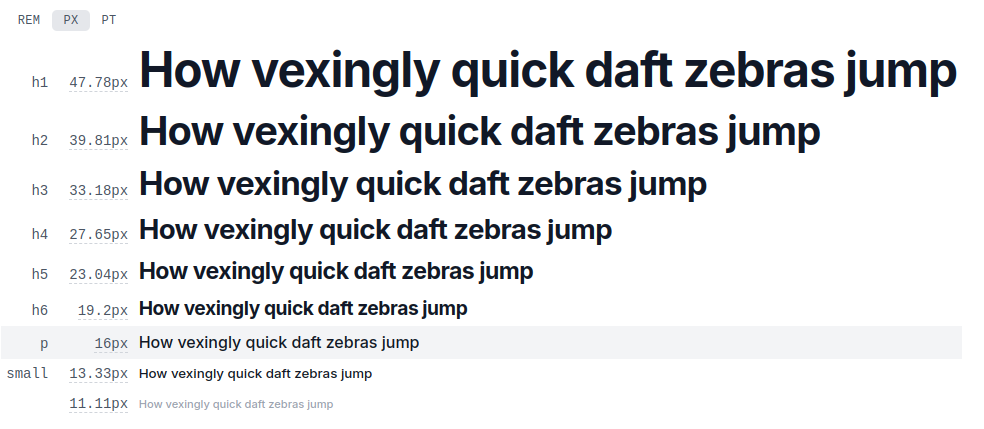 REM PX PT
h1 47.78px How vexingly quick daft zebras jump
h2 39.81px How vexingly quick daft zebras jump
h3 33.18px How vexingly quick daft zebras jump
h4 27.65px How vexingly quick daft zebras jump
h5 23.04px How vexingly quick daft zebras jump
h6 19.2px How vexingly quick daft zebras jump
p 16px How vexingly quick daft zebras jump
small 13.33px How vexingly quick daft zebras jump
11.11px How vexingly quick daft zebras jump